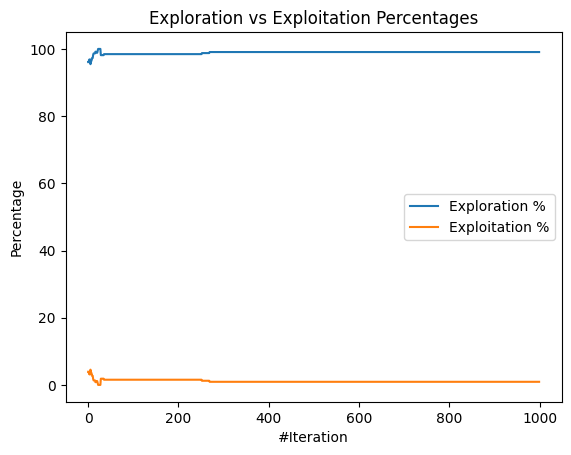 Exploration vs Exploitation Percentages
100
80
60
40
20
0
Percentage
Exploration %
Exploitation %
0
200
400
600
800
1000
#Iteration